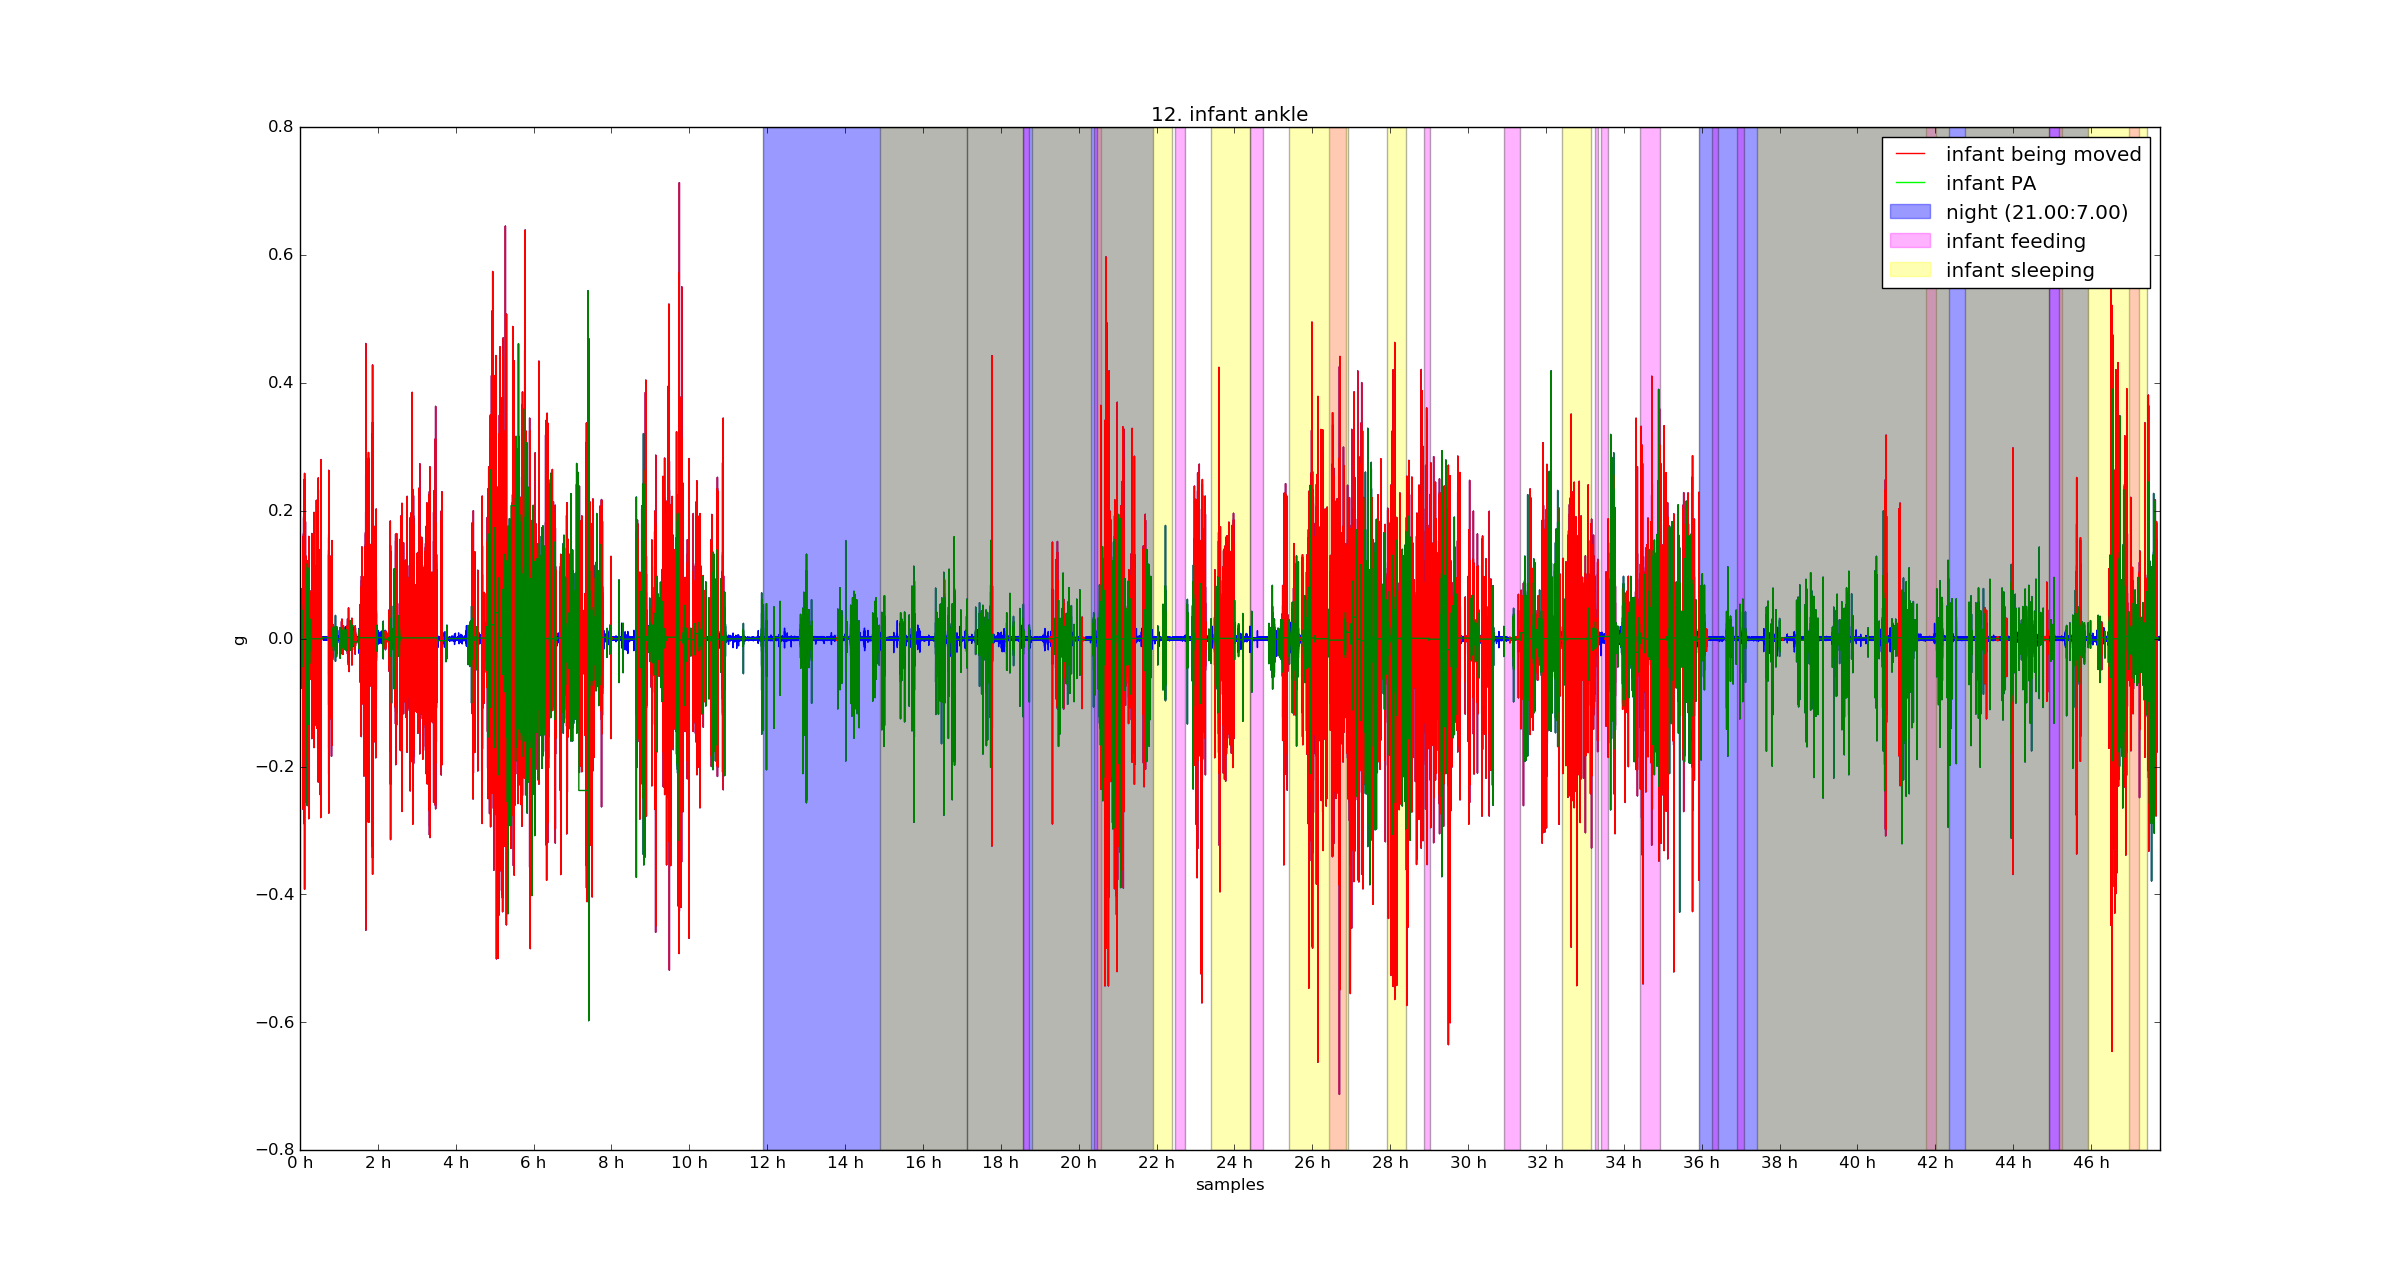 12. infant ankle
0.8
0.6
0.4
0.2
0.0
−0.2
−0.4
−0.6
−0.8
g
infant being moved
infant PA
night (21.00:7.00)
infant feeding
infant sleeping
0 h 2 h 4 h 6 h 8 h 10 h 12 h 14 h 16 h 18 h 20 h 22 h 24 h 26 h 28 h 30 h 32 h 34 h 36 h 38 h 40 h 42 h 44 h 46 h
samples